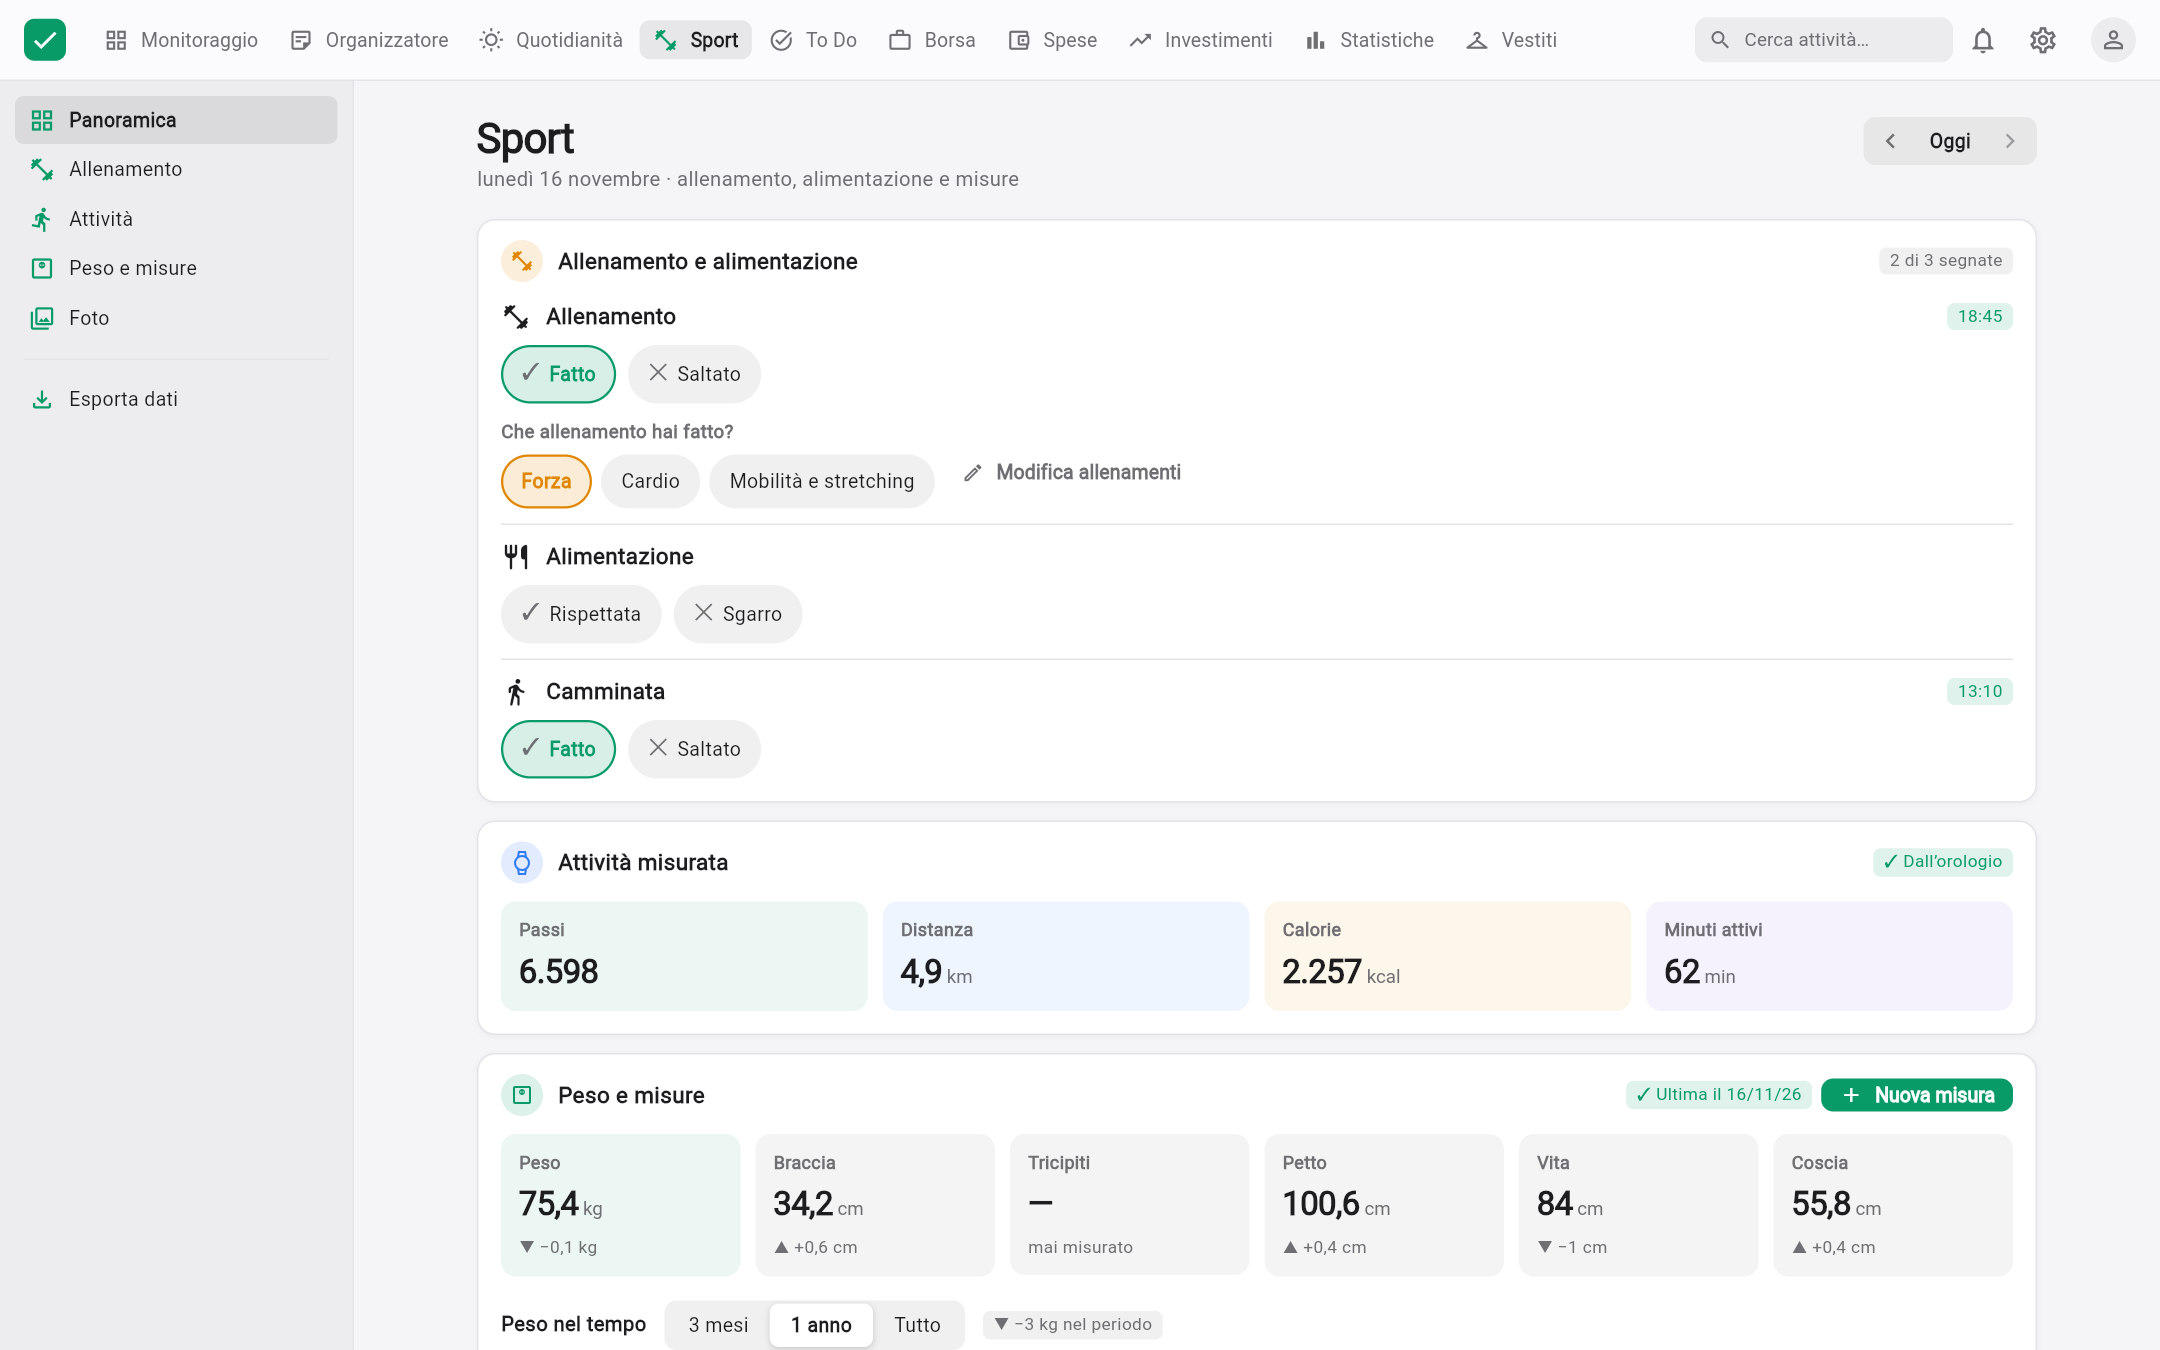 Monitoraggio Organizzatore Quotidianità Sport To Do Borsa Spese Investimenti Statistiche Vestiti Cerca attività…
Panoramica
Allenamento
Attività
Peso e misure
Foto
Esporta dati
Sport
Oggi
lunedì 16 novembre · allenamento, alimentazione e misure
Allenamento e alimentazione
2 di 3 segnate
Allenamento
18:45
✓ Fatto
✕ Saltato
Che allenamento hai fatto?
Forza Cardio Mobilità e stretching Modifica allenamenti
Alimentazione
✓ Rispettata
✕ Sgarro
Camminata
13:10
✓ Fatto
✕ Saltato
Attività misurata
✓ Dall'orologio
Passi
6.598
Distanza
4,9 km
Calorie
2.257 kcal
Minuti attivi
62 min
Peso e misure
✓ Ultima il 16/11/26
+ Nuova misura
Peso
75,4 kg
▼ −0,1 kg
Braccia
34,2 cm
▲ +0,6 cm
Tricipiti
—
mai misurato
Petto
100,6 cm
▲ +0,4 cm
Vita
84 cm
▼ −1 cm
Coscia
55,8 cm
▲ +0,4 cm
Peso nel tempo
3 mesi 1 anno Tutto
▼ −3 kg nel periodo